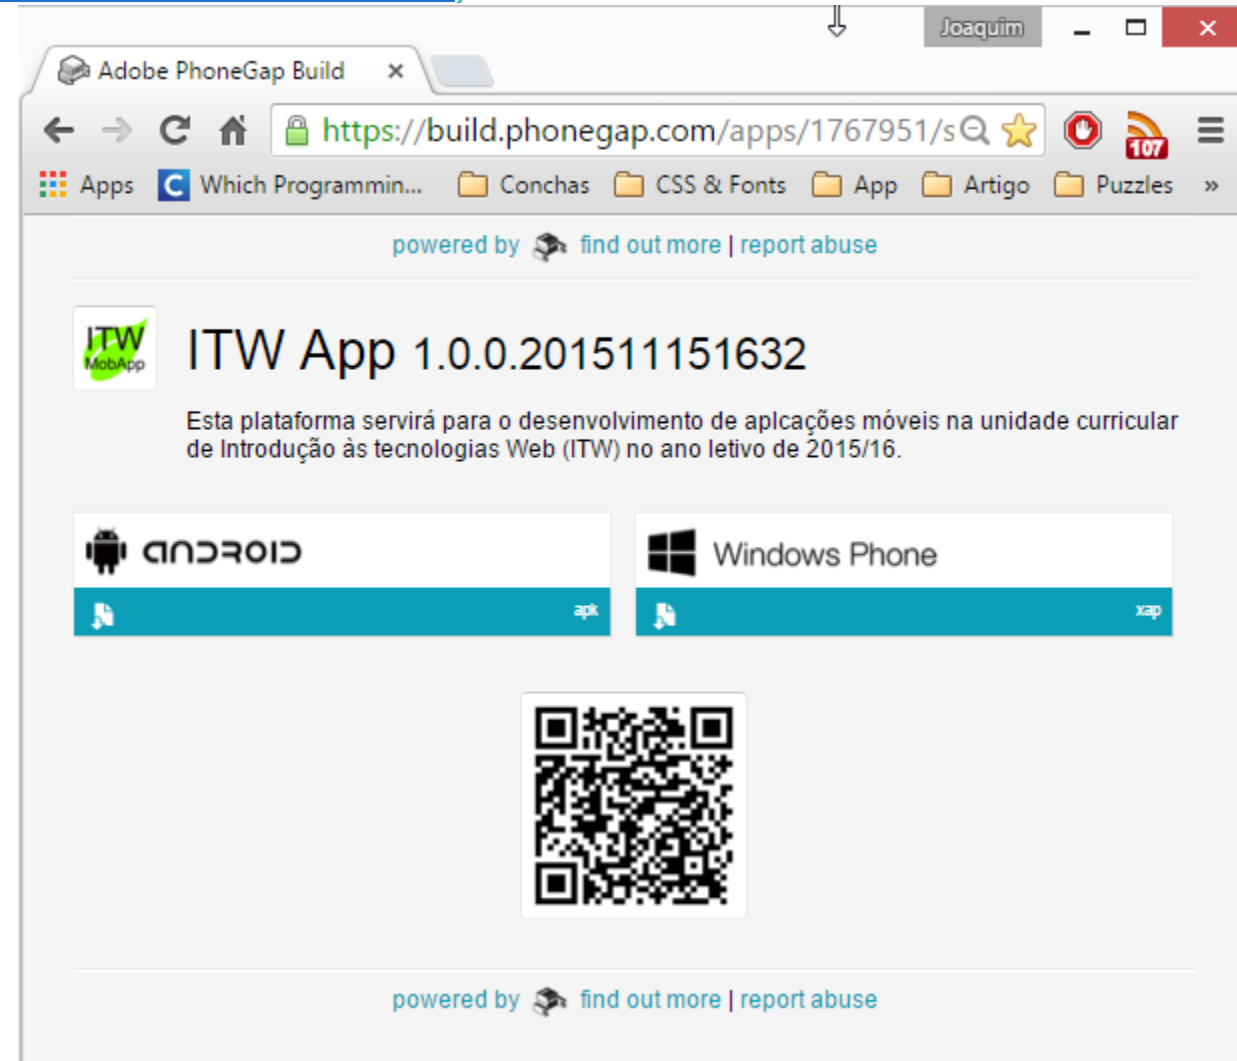 Joaquim
Adobe PhoneGap Build
https://build.phonegap.com/apps/1767951/s
107
Apps Which Programmin... Conchas CSS & Fonts App Artigo Puzzles »
powered by find out more | report abuse
ITW
MobApp
ITW App 1.0.0.201511151632
Esta plataforma servirá para o desenvolvimento de aplcações móveis na unidade curricular
de Introdução às tecnologias Web (ITW) no ano letivo de 2015/16.
ANDROID
Windows Phone
apk
xap
powered by find out more | report abuse